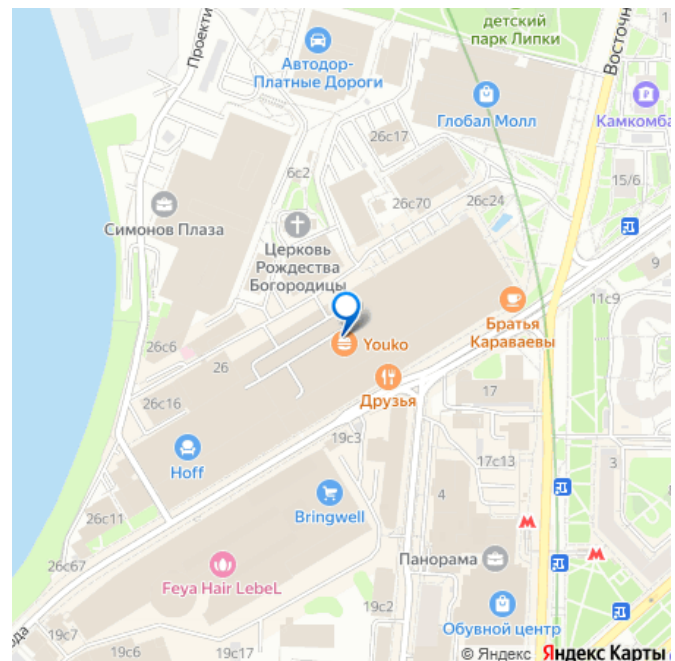 детский
парк Липки
Восточн
Проекти
Автодор-
Платные Дороги
Глобал Молл
Камкомба
26с17
6с2
15/6
26с70
26с24
Симонов Плаза
Церковь
Рождества
Богородицы
9
11с9
Братья
Караваевы
26с6
Youko
26
Друзья
17
26с16
19с3
Hoff
17с13
3
4
26с11
Bringwell
Панорама
26с67
Feya Hair LebeL
19с2
Обувной центр
ода
19с7
19с6
17
© Яндекс Яндекс Карты